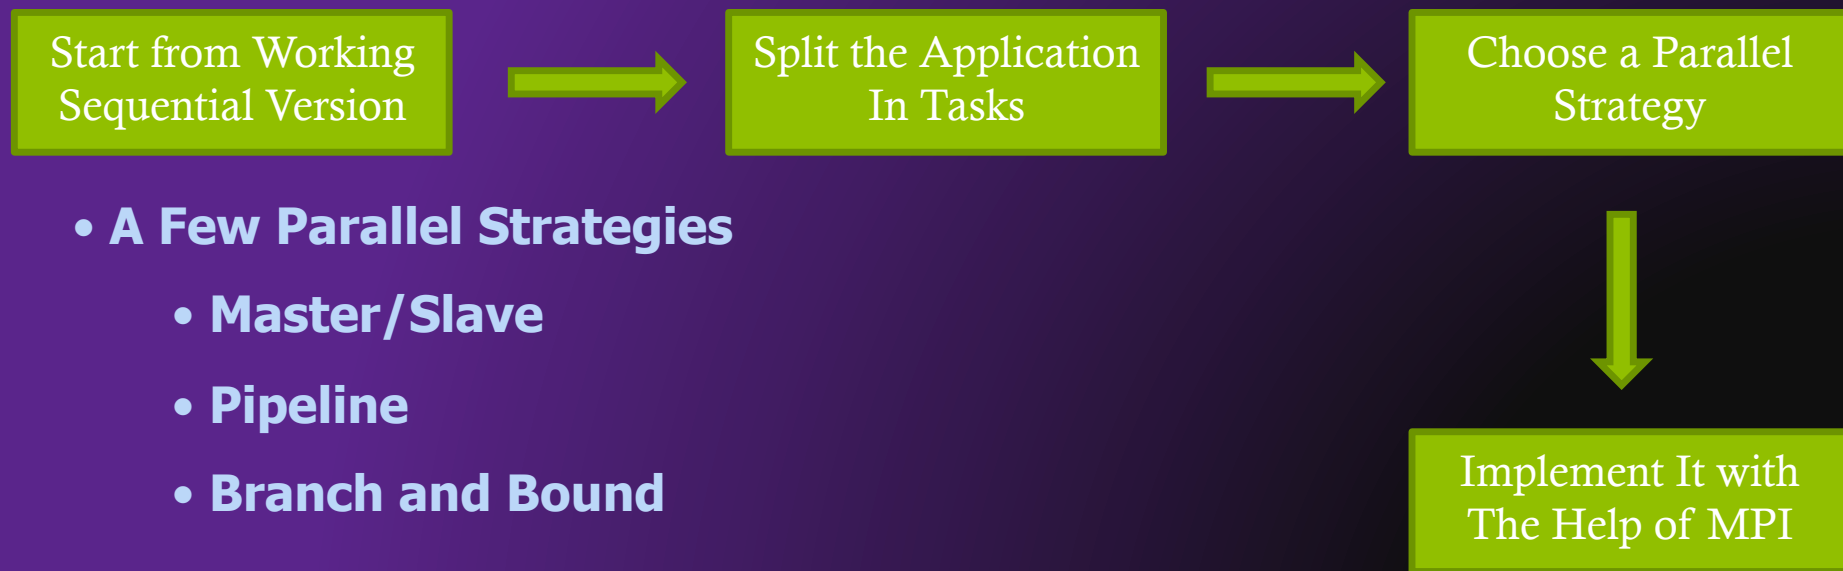 Start from Working
Sequential Version
Split the Application
In Tasks
Choose a Parallel
Strategy
• A Few Parallel Strategies
• Master/Slave
• Pipeline
• Branch and Bound
Implement It with
The Help of MPI